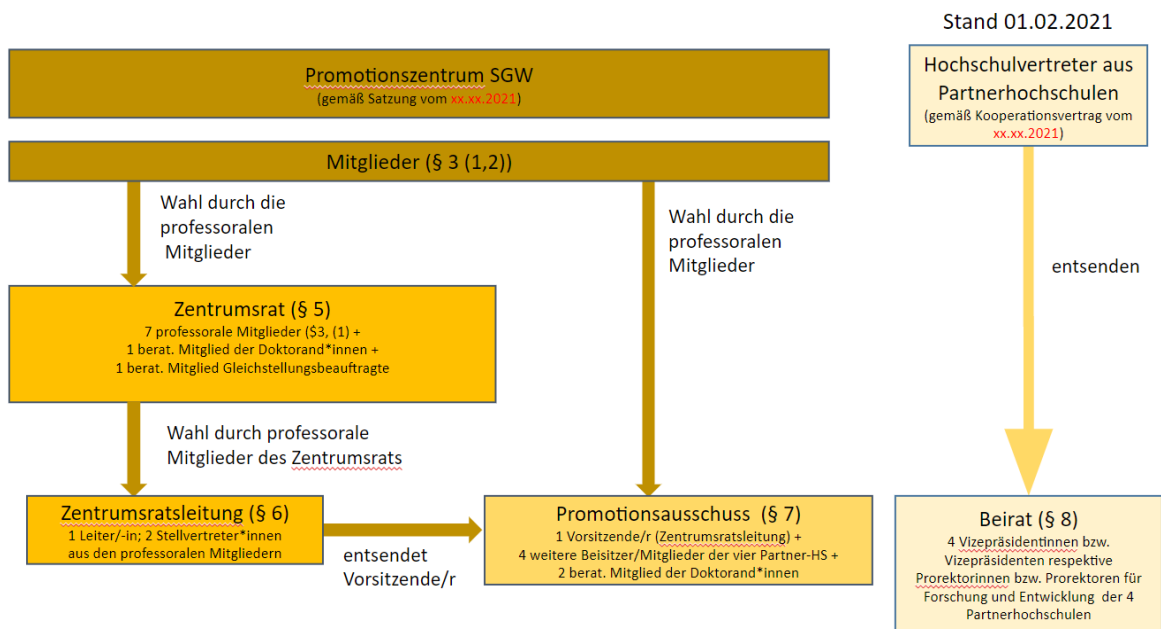 Stand 01.02.2021
Promotionszentrum SGW
(gemäß Satzung vom xx.xx.2021)
Hochschulvertreter aus
Partnerhochschulen
(gemäß Kooperationsvertrag vom
xx.xx.2021)
Mitglieder (§ 3 (1,2))
Wahl durch die
professoralen
Mitglieder
Wahl durch die
professoralen
Mitglieder
entsenden
Zentrumsrat (§ 5)
7 professorale Mitglieder ($3, (1) +
1 berat. Mitglied der Doktorand*innen +
1 berat. Mitglied Gleichstellungsbeauftragte
Wahl durch professorale
Mitglieder des Zentrumsrats
Zentrumsratsleitung (§ 6)
1 Leiter/-in; 2 Stellvertreter*innen
aus den professoralen Mitgliedern
entsendet
Vorsitzende/r
Promotionsausschuss (§ 7)
1 Vorsitzende/r (Zentrumsratsleitung) +
4 weitere Beisitzer/Mitglieder der vier Partner-HS +
2 berat. Mitglied der Doktorand*innen
Beirat (§ 8)
4 Vizepräsidentinnen bzw.
Vizepräsidenten respektive
Prorektorinnen bzw. Prorektoren für
Forschung und Entwicklung der 4
Partnerhochschulen